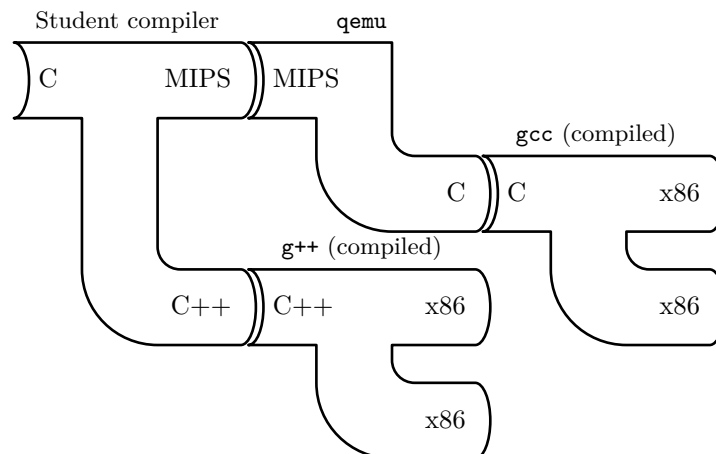 Student compiler
qemu
C
MIPS
MIPS
gcc (compiled)
C
C
x86
g++ (compiled)
C++
C++
x86
x86
x86